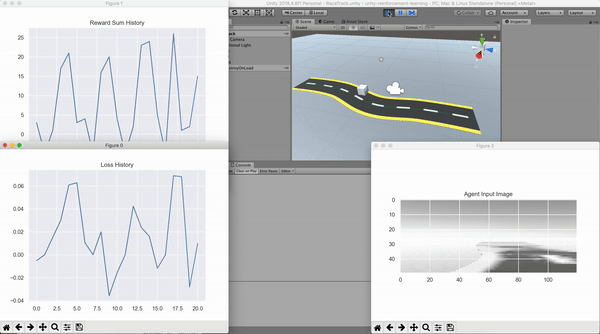 Figure 1
Reward Sum History
25
20
15
10
5
0
Unity 2018.4.8f1 Personal - RaceTrack.unity - unity-reinforcement-learning - PC, Mac & Linux Standalone (Personal) <Metal>
Center
Local
Collab
Account
Layers
Layout
Scene
Game
Asset Store
Inspector
Camera
Console
Clear on Play
Error Pause
Editor
Figure 0
Loss History
0.06
0.04
0.02
0.00
−0.02
−0.04
0.0 2.5 5.0 7.5 10.0 12.5 15.0 17.5 20.0
Figure 2
Agent Input Image
0
10
20
30
40
0 20 40 60 80 100